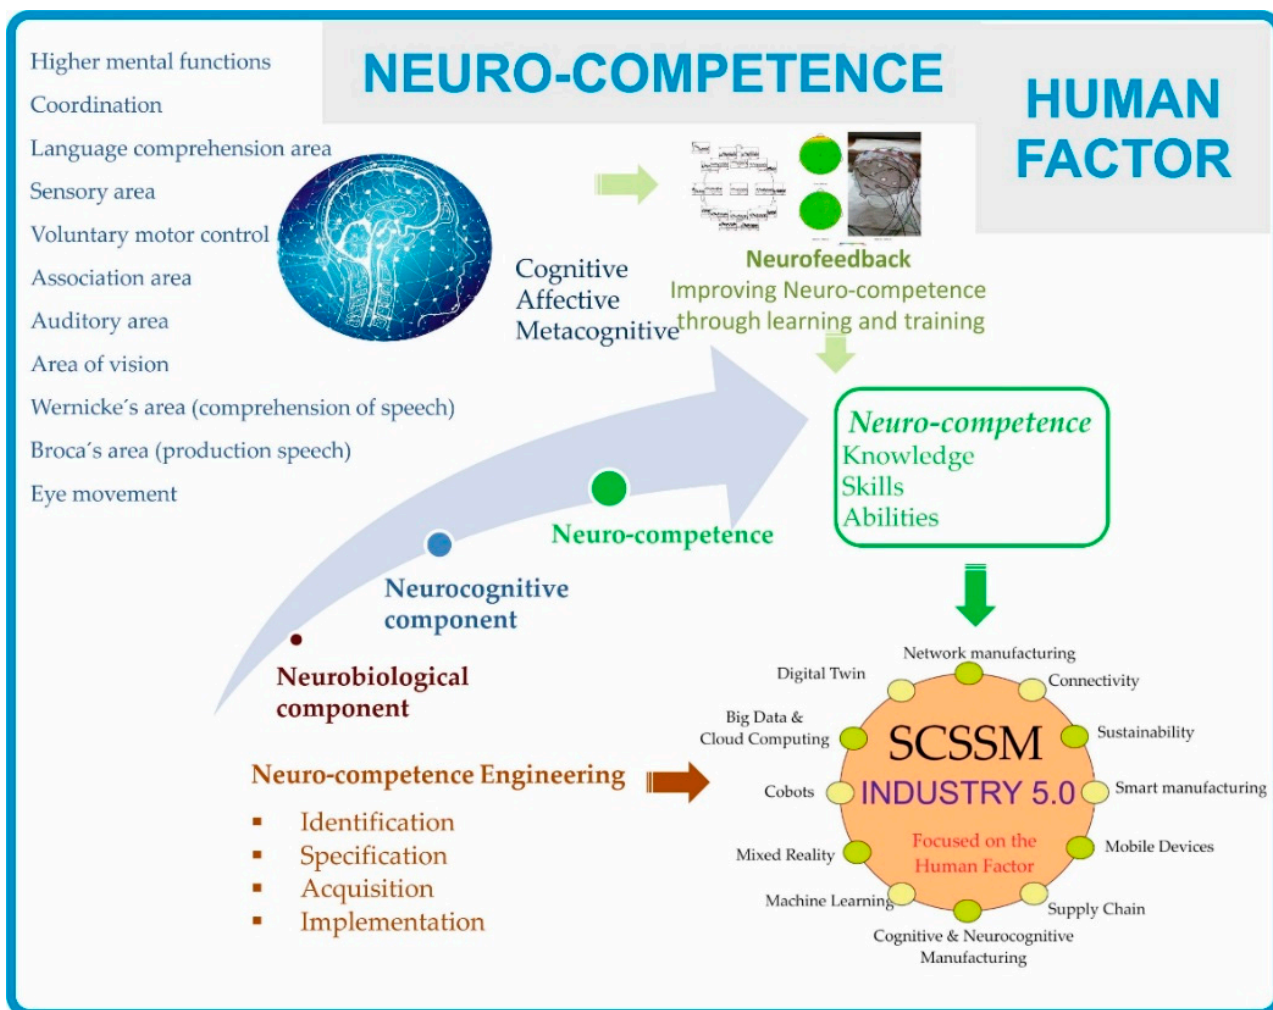 NEURO-COMPETENCE
HUMAN
FACTOR
Higher mental functions
Coordination
Language comprehension area
Sensory area
Voluntary motor control
Association area
Auditory area
Area of vision
Wernicke´s area (comprehension of speech)
Broca´s area (production speech)
Eye movement
Cognitive
Affective
Metacognitive
Neurofeedback
Improving Neuro-competence
through learning and training
Neuro-competence
Knowledge
Skills
Abilities
Neuro-competence
Neurocognitive
component
Neurobiological
component
Neuro-competence Engineering
▪ Identification
▪ Specification
▪ Acquisition
▪ Implementation
Network manufacturing
Digital Twin
Connectivity
Big Data &
Cloud Computing
Sustainability
Cobots
Smart manufacturing
Mixed Reality
Mobile Devices
Machine Learning
Supply Chain
Cognitive & Neurocognitive
Manufacturing
SCSSM
INDUSTRY 5.0
Focused on the
Human Factor